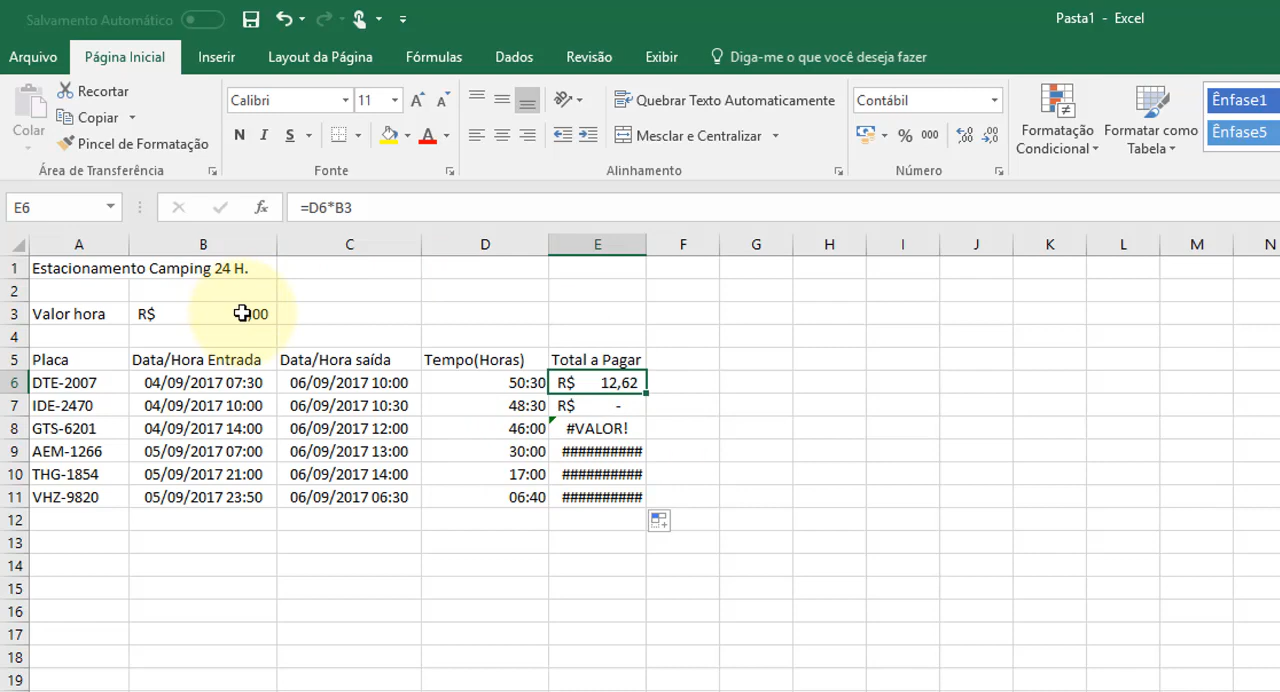 Salvamento Automático
Pasta1 - Excel
Arquivo Página Inicial Inserir Layout da Página Fórmulas Dados Revisão Exibir Diga-me o que você deseja fazer
Colar
Recortar
Copiar
Pincel de Formatação
Área de Transferência
Calibri 11
N I S
Fonte
Quebrar Texto Automaticamente
Mesclar e Centralizar
Alinhamento
Contábil
% 000
Número
Formatação Condicional
Formatar como Tabela
Ênfase1
Ênfase5
E6 fx =D6*B3
A B C D E F G H I J K L M N
1 Estacionamento Camping 24 H.
2
3 Valor hora R$ ,00
4
5 Placa Data/Hora Entrada Data/Hora saída Tempo(Horas) Total a Pagar
6 DTE-2007 04/09/2017 07:30 06/09/2017 10:00 50:30 R$ 12,62
7 IDE-2470 04/09/2017 10:00 06/09/2017 10:30 48:30 R$ -
8 GTS-6201 04/09/2017 14:00 06/09/2017 12:00 46:00 #VALOR!
9 AEM-1266 05/09/2017 07:00 06/09/2017 13:00 30:00 ##########
10 THG-1854 05/09/2017 21:00 06/09/2017 14:00 17:00 ##########
11 VHZ-9820 05/09/2017 23:50 06/09/2017 06:30 06:40 ##########
12
13
14
15
16
17
18
19